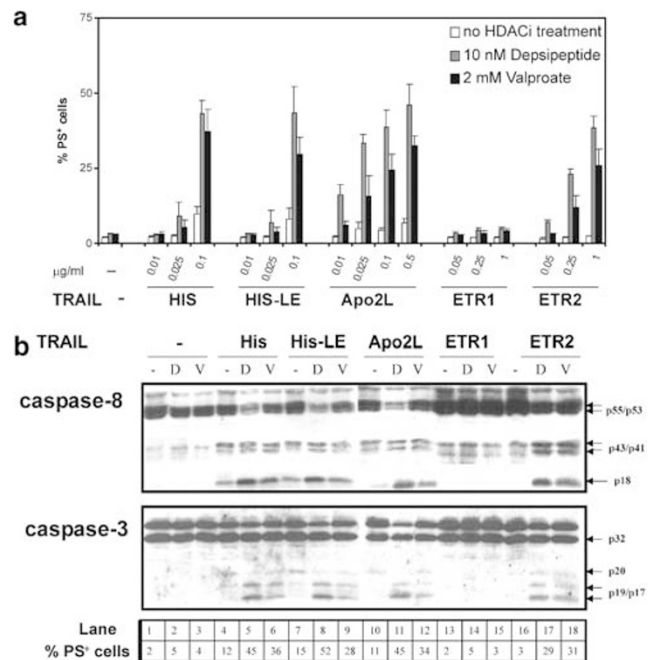 a
no HDACi treatment
10 nM Depsipeptide
2 mM Valproate
% PS⁺ cells
75
50
25
0
µg/ml – 0.01 0.025 0.1 0.01 0.025 0.1 0.01 0.025 0.1 0.5 0.05 0.25 1 0.05 0.25 1
TRAIL - HIS HIS-LE Apo2L ETR1 ETR2
b TRAIL - His His-LE Apo2L ETR1 ETR2
- D V - D V - D V - D V - D V - D V
caspase-8
p55/p53
p43/p41
p18
caspase-3
p32
p20
p19/p17
Lane 1 2 3 4 5 6 7 8 9 10 11 12 13 14 15 16 17 18
% PS⁺ cells 2 5 4 12 45 36 15 52 28 11 45 34 2 5 3 3 29 31